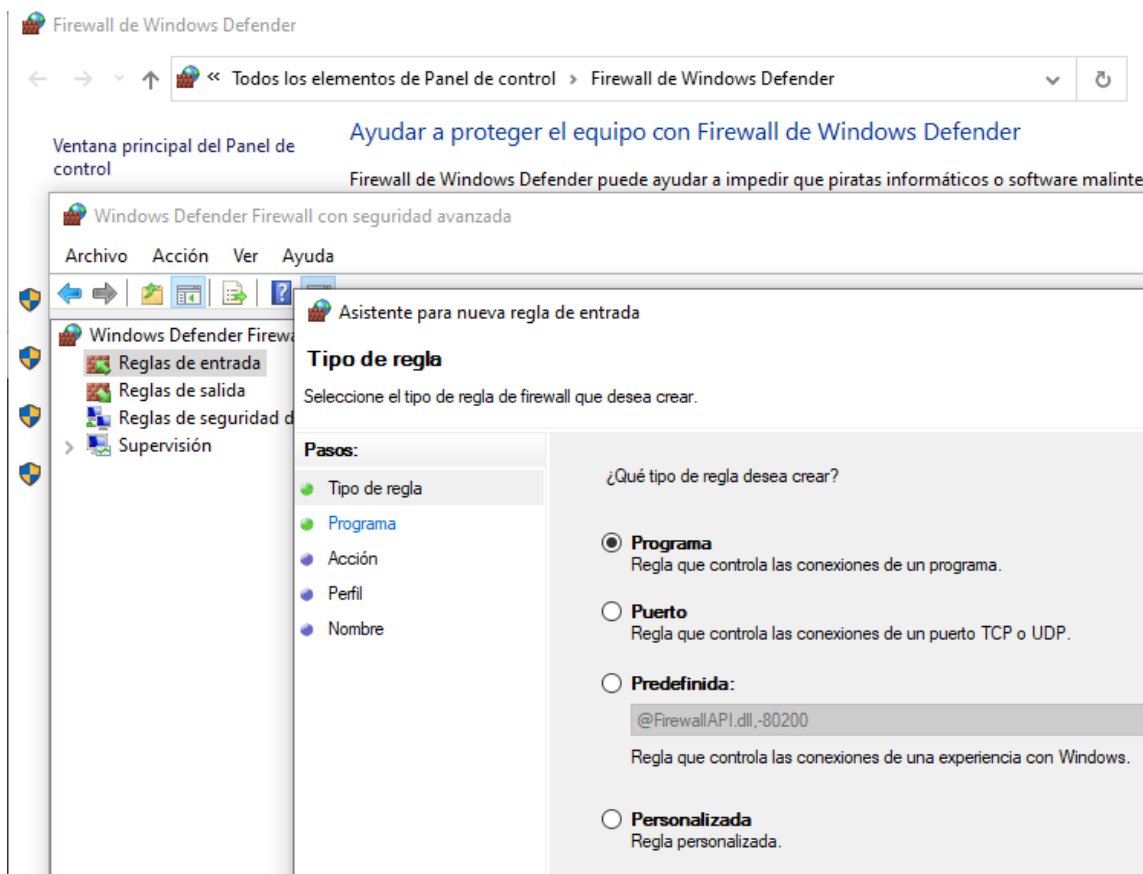 Firewall de Windows Defender
« Todos los elementos de Panel de control > Firewall de Windows Defender
Ventana principal del Panel de
control
Ayudar a proteger el equipo con Firewall de Windows Defender
Firewall de Windows Defender puede ayudar a impedir que piratas informáticos o software malinte
Windows Defender Firewall con seguridad avanzada
Archivo Acción Ver Ayuda
Windows Defender Firewa
Reglas de entrada
Reglas de salida
Reglas de seguridad d
Supervisión
Asistente para nueva regla de entrada
Tipo de regla
Seleccione el tipo de regla de firewall que desea crear.
Pasos:
Tipo de regla
Programa
Acción
Perfil
Nombre
¿Qué tipo de regla desea crear?
Programa
Regla que controla las conexiones de un programa.
Puerto
Regla que controla las conexiones de un puerto TCP o UDP.
Predefinida:
@FirewallAPI.dll,-80200
Regla que controla las conexiones de una experiencia con Windows.
Personalizada
Regla personalizada.